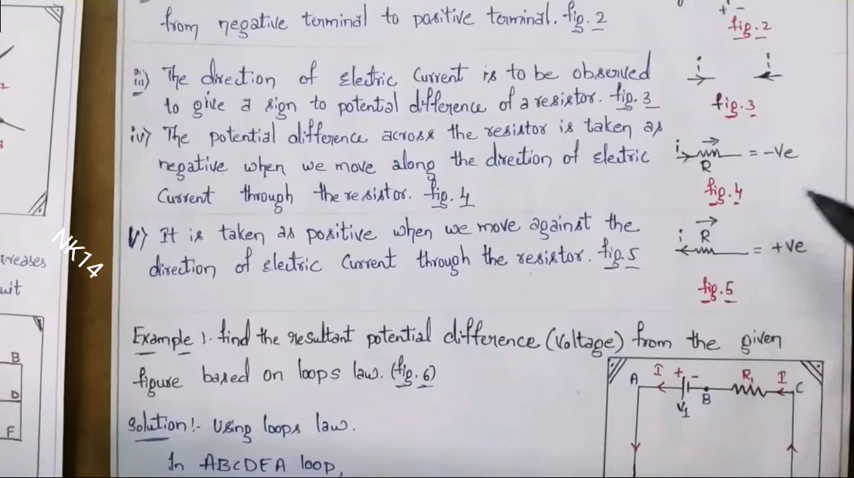 from negative terminal to positive terminal. fig. 2
+ -
fig. 2
iii) The direction of Electric Current is to be observed
to give a sign to potential difference of a resistor. fig. 3
i i
fig. 3
iv) The potential difference across the resistor is taken as
negative when we move along the direction of electric
Current through the resistor. fig. 4
i R = -Ve
fig. 4
v) It is taken as positive when we move against the
direction of Electric Current through the resistor. fig. 5
i R = +Ve
fig. 5
Example 1. find the resultant potential difference (Voltage) from the given
figure based on loops law. (fig. 6)
Solution:- Using loops law.
In ABCDEA loop,
A I + - V1 B R1 I C
NK14
creases
uit
B
D
F